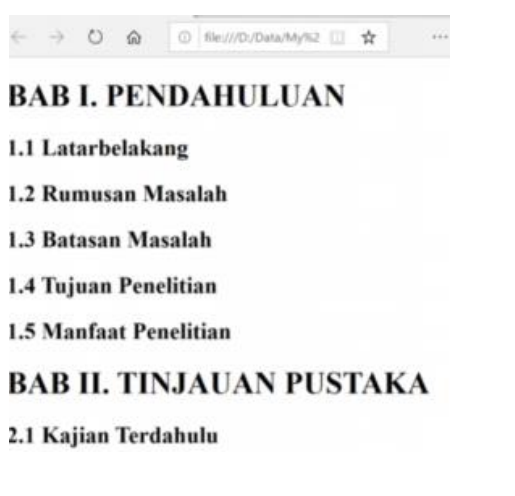 file:///D:/Data/My%2
BAB I. PENDAHULUAN
1.1 Latarbelakang
1.2 Rumusan Masalah
1.3 Batasan Masalah
1.4 Tujuan Penelitian
1.5 Manfaat Penelitian
BAB II. TINJAUAN PUSTAKA
2.1 Kajian Terdahulu